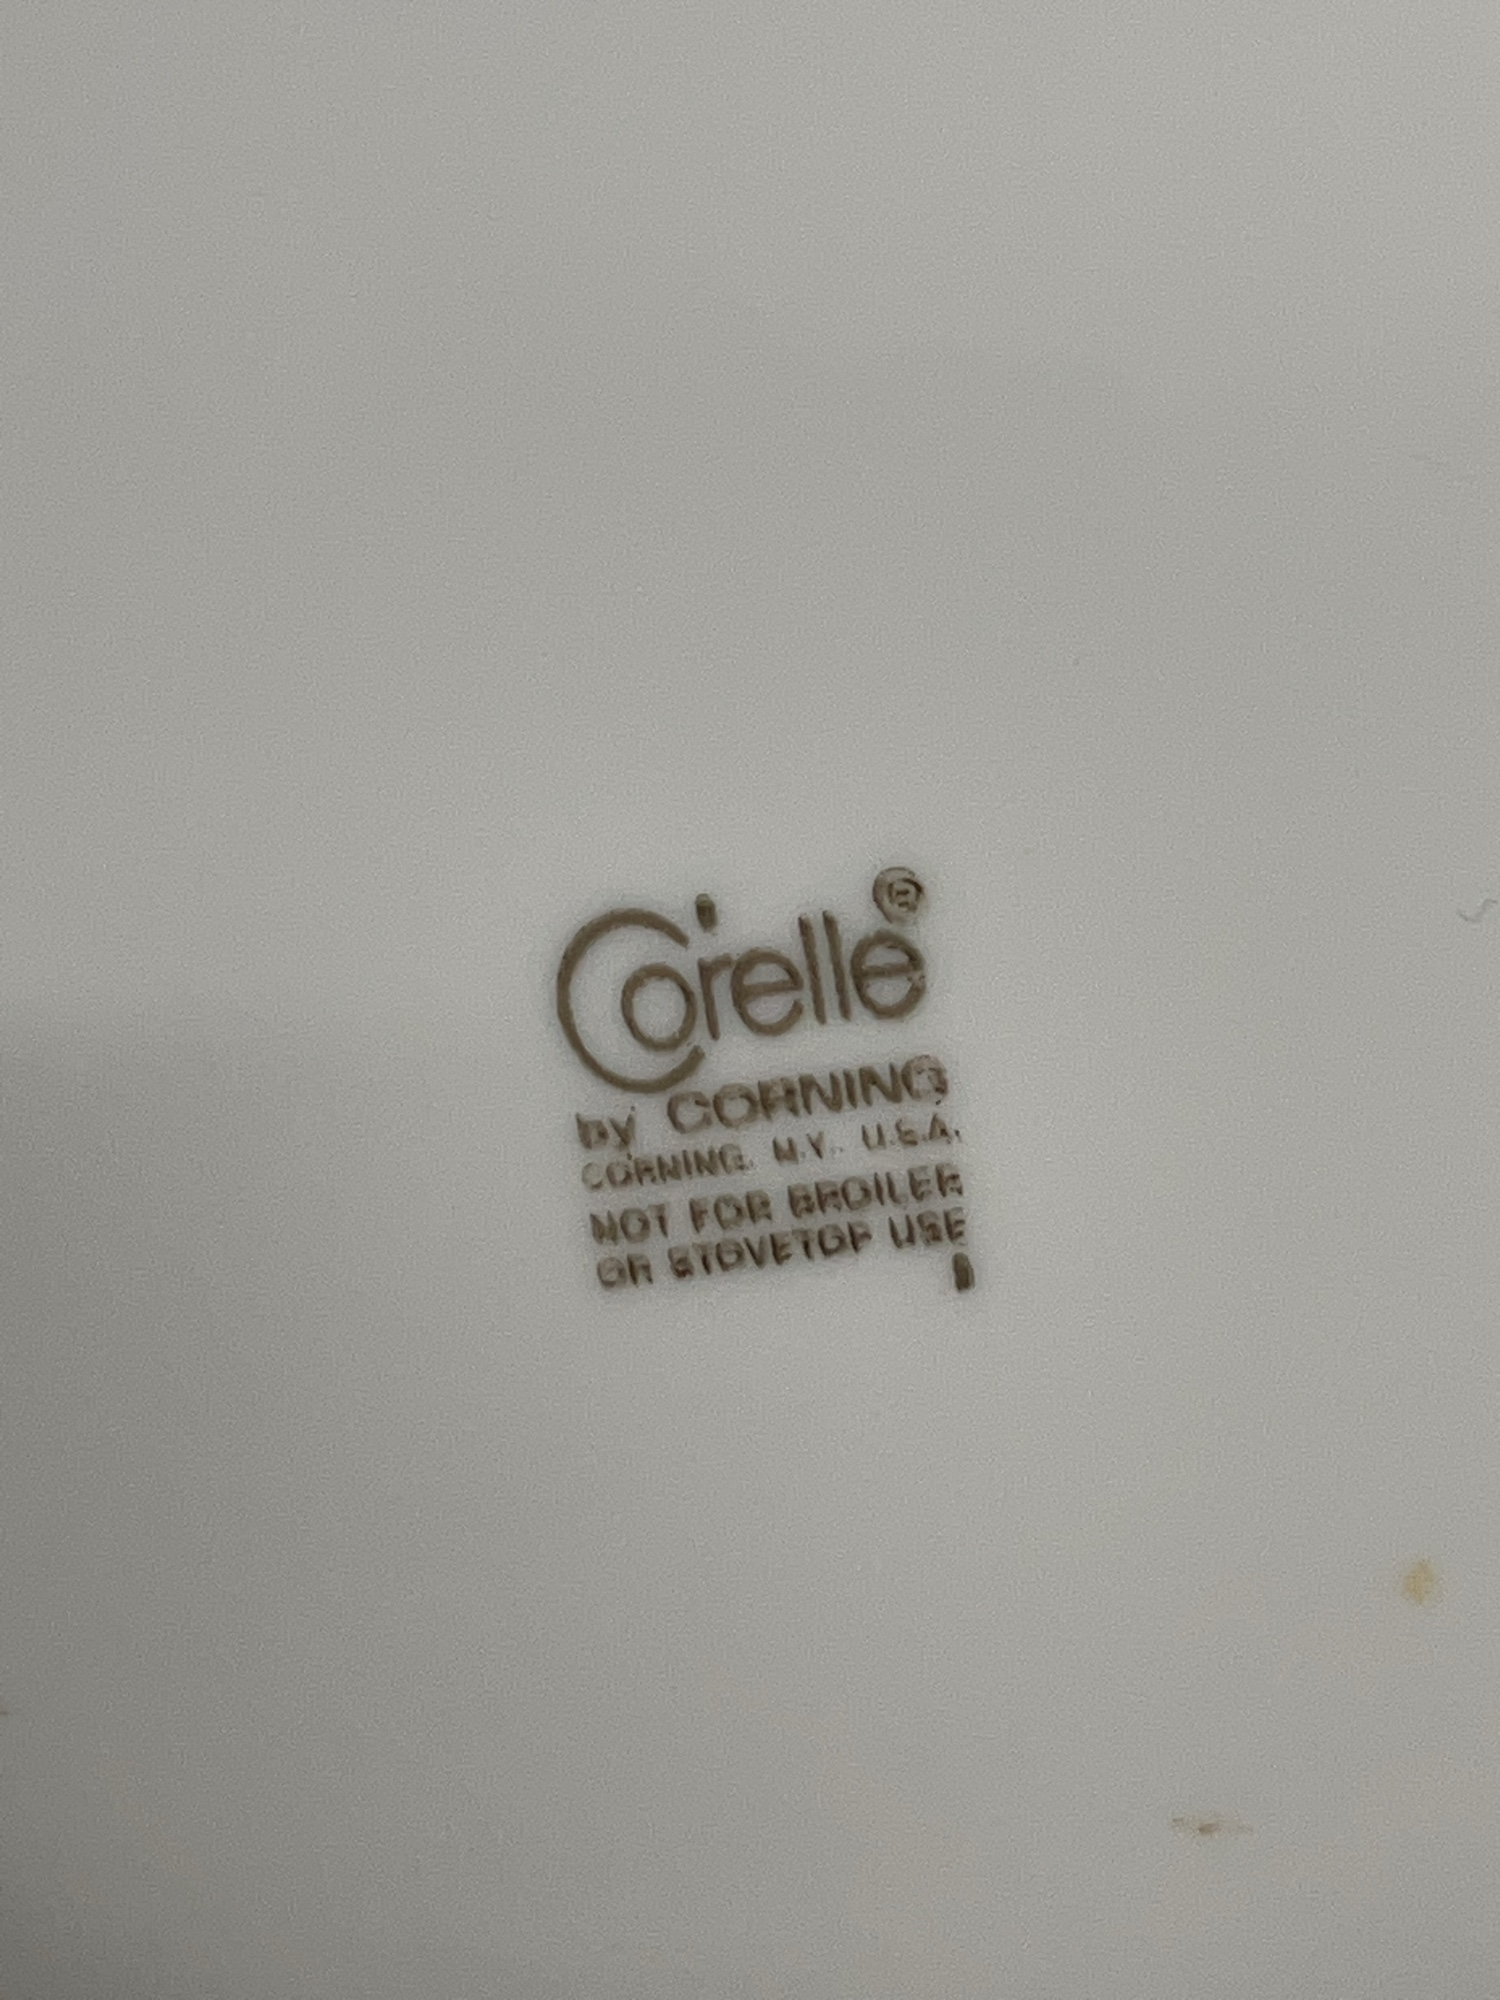 Corelle®
by CORNING
CORNING, N.Y., U.S.A.
NOT FOR BROILER
OR STOVETOP USE